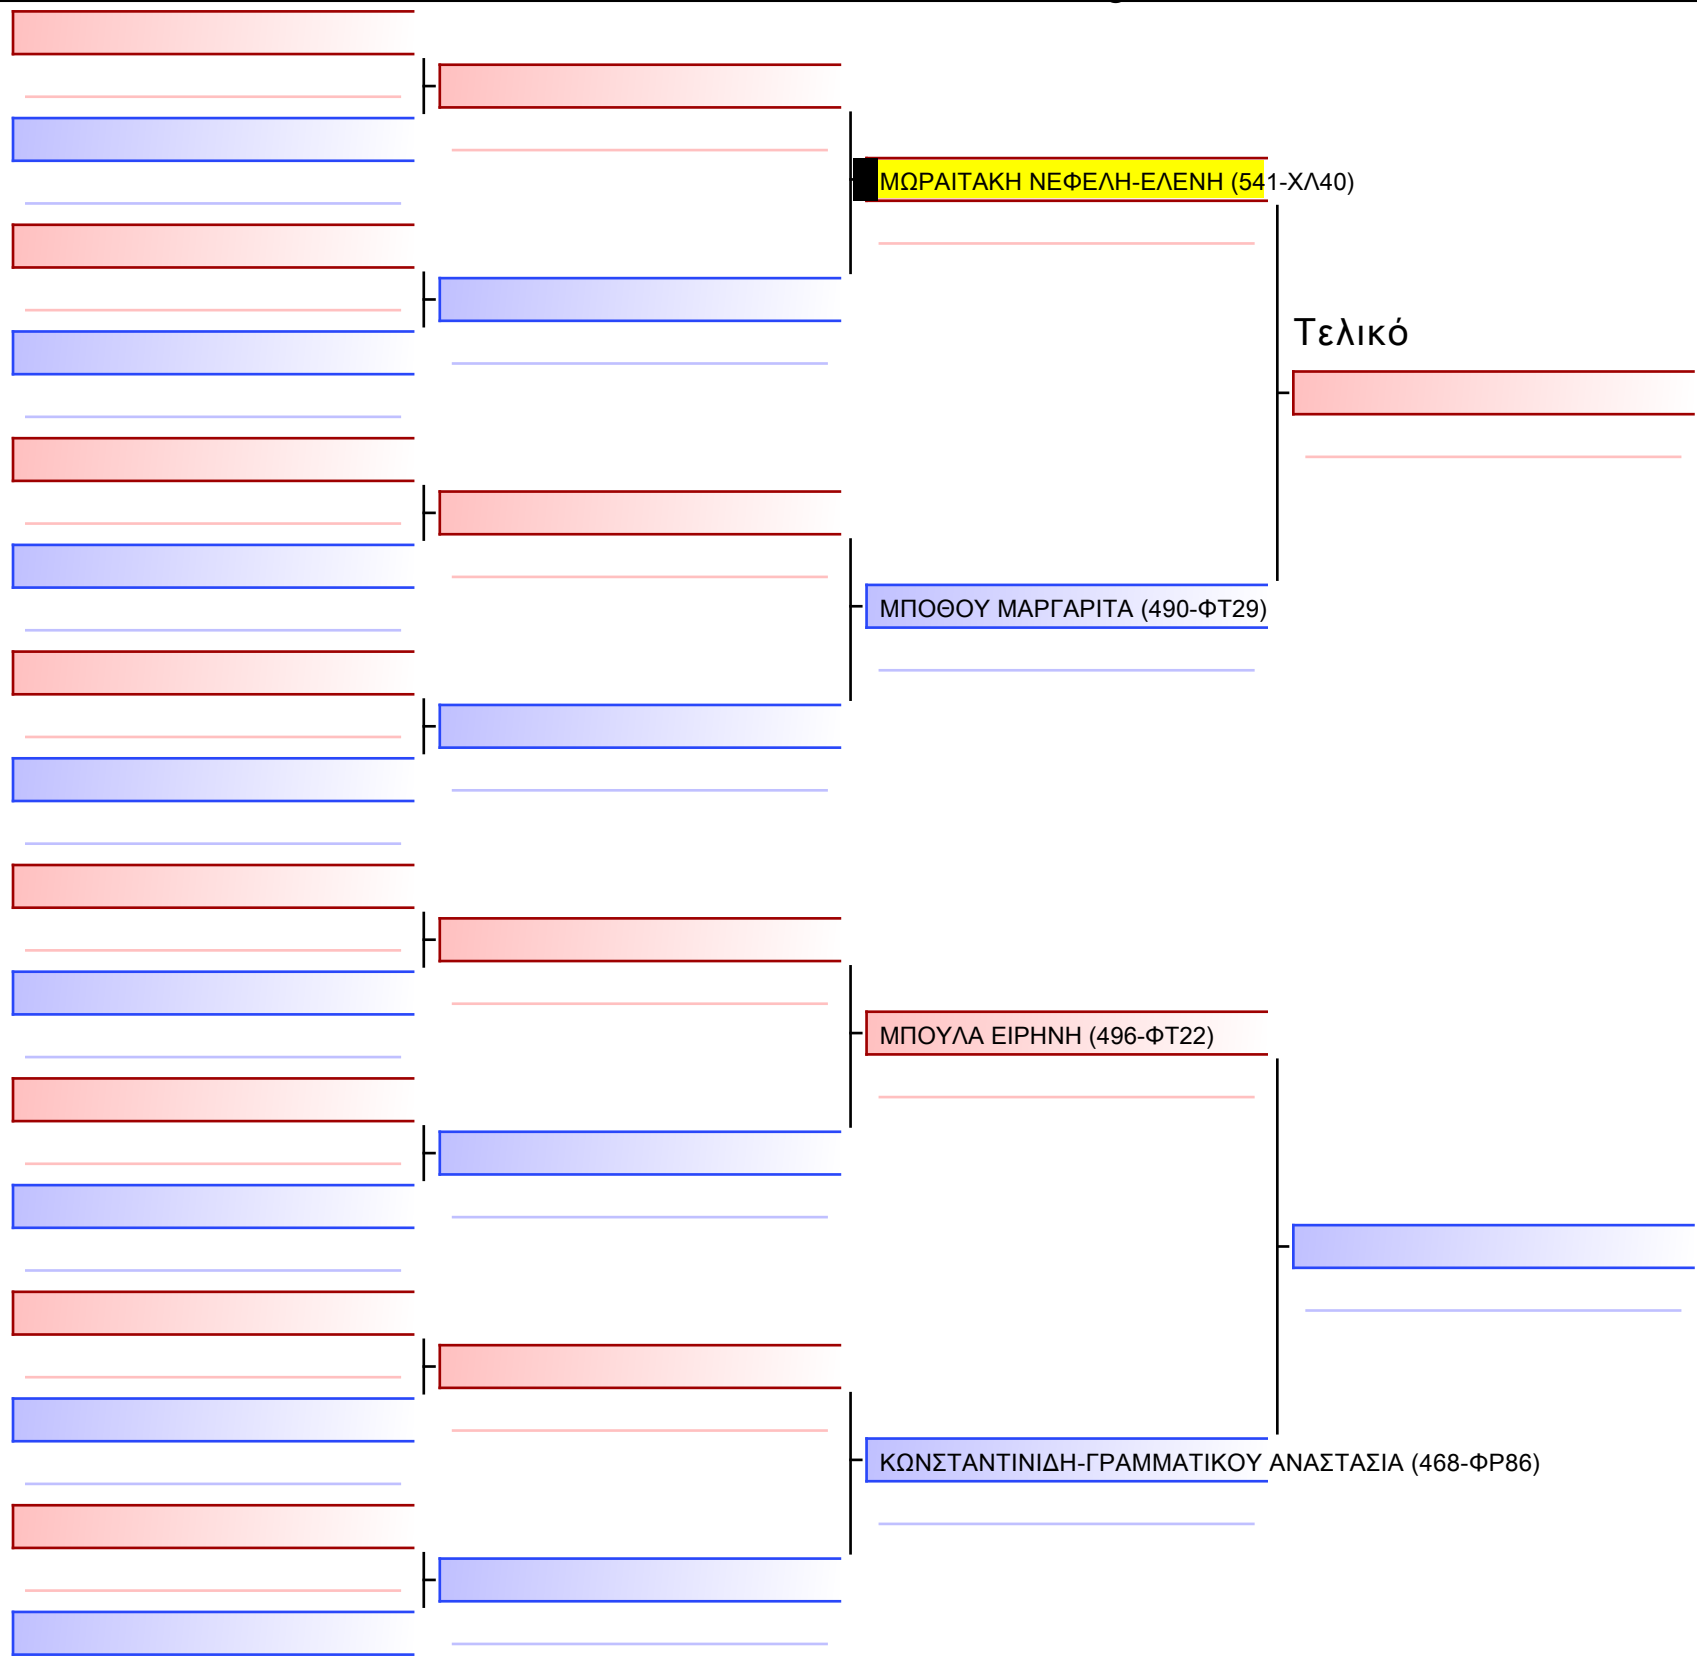 ΜΩΡΑΙΤΑΚΗ ΝΕΦΕΛΗ-ΕΛΕΝΗ (541-ΧΛ40)
Τελικό
ΜΠΟΘΟΥ ΜΑΡΓΑΡΙΤΑ (490-ΦΤ29)
ΜΠΟΥΛΑ ΕΙΡΗΝΗ (496-ΦΤ22)
ΚΩΝΣΤΑΝΤΙΝΙΔΗ-ΓΡΑΜΜΑΤΙΚΟΥ ΑΝΑΣΤΑΣΙΑ (468-ΦΡ86)